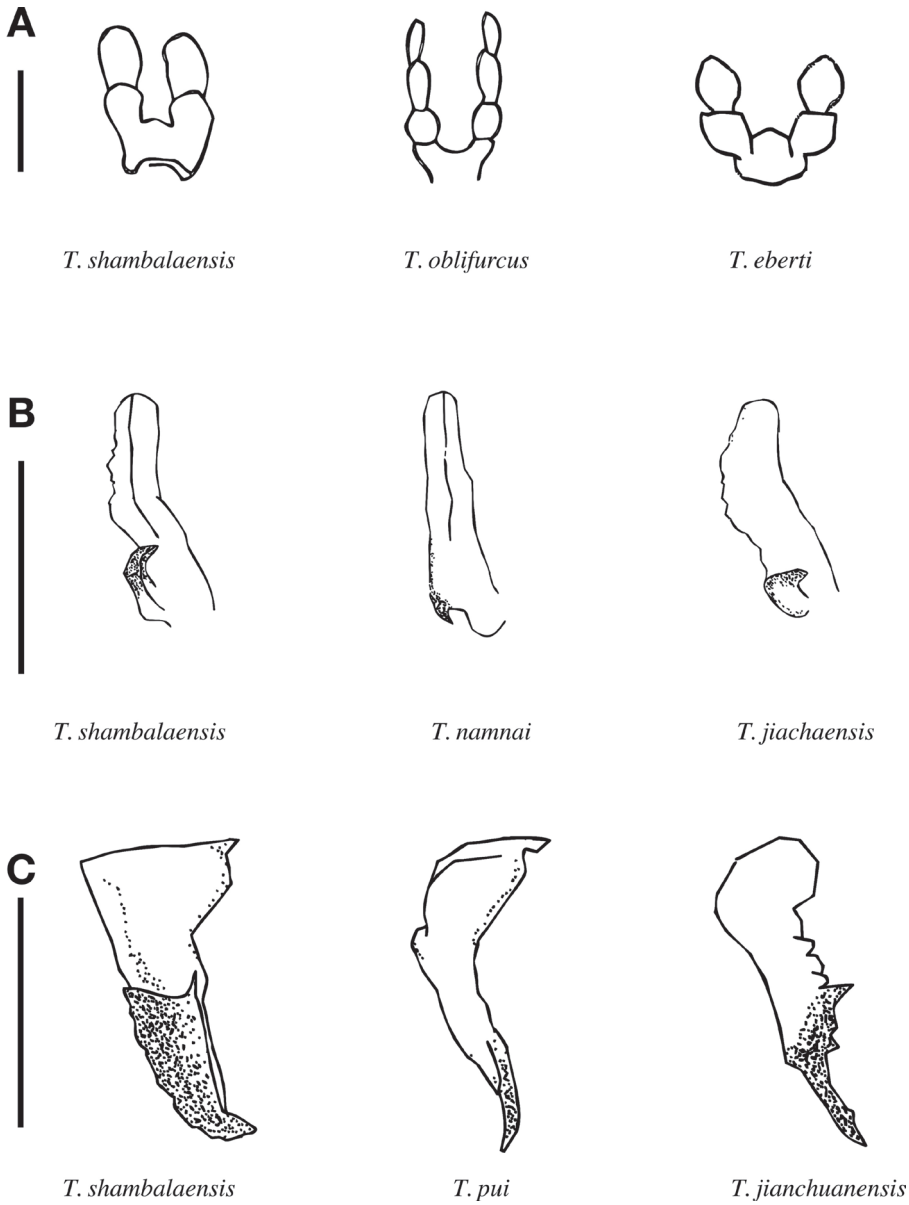 A
T. shambalaensis T. oblifurcus T. eberti
B
T. shambalaensis T. namnai T. jiachaensis
C
T. shambalaensis T. pui T. jianchuanensis